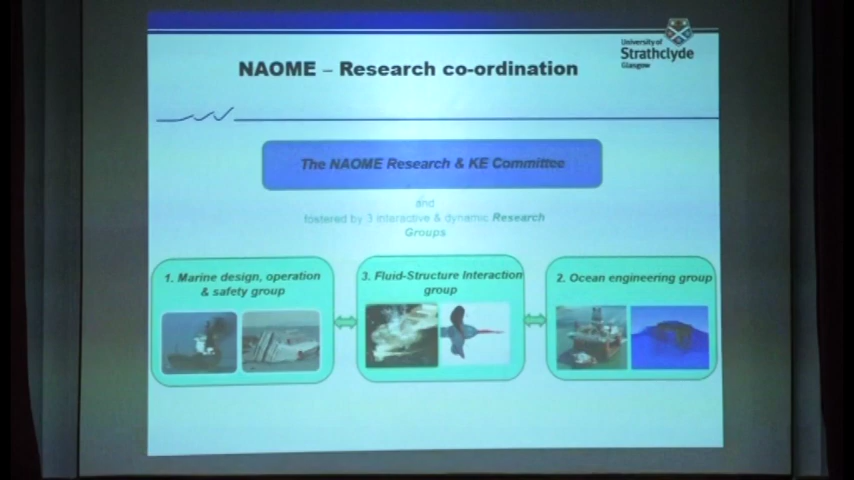 University of
Strathclyde
Glasgow
NAOME – Research co-ordination
The NAOME Research & KE Committee
and
fostered by 3 interactive & dynamic Research
Groups
1. Marine design, operation
& safety group
3. Fluid-Structure Interaction
group
2. Ocean engineering group